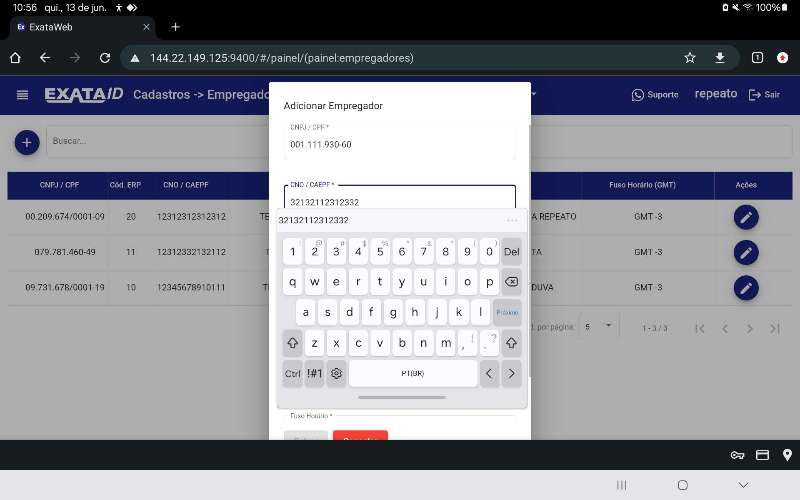 10:56 qui., 13 de jun.
100%
Ex ExataWeb
144.22.149.125:9400/#/painel/(painel:empregadores)
1
EXATA ID Cadastros -> Empregado
Suporte repeato Sair
Adicionar Empregador
CNPJ / CPF *
001.111.930-60
CNO / CAEPF *
32132112312332
Buscar...
CNPJ / CPF Cód. ERP CNO / CAEPF Fuso Horário (GMT) Ações
00.209.674/0001-09 20 12312312312312 TE A REPEATO GMT -3
079.781.460-49 11 12312332132112 TA GMT -3
09.731.678/0001-19 10 12345678910111 TE DUVA GMT -3
por página: 5 1 - 3 / 3
32132112312332 ...
1 2 3 4 5 6 7 8 9 0 Del
q w e r t y u i o p
a s d f g h j k l Próximo
z x c v b n m , ! . ?
Ctrl !#1 PT(BR) < >
Fuso Horário *